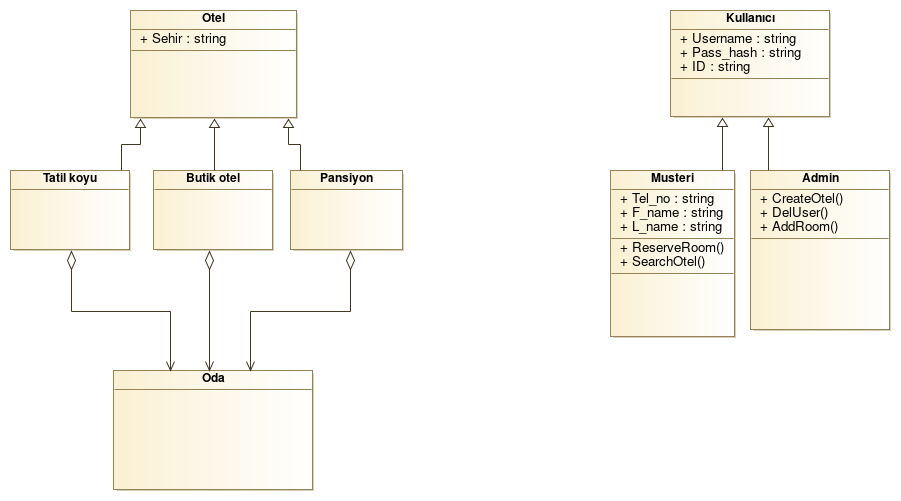 Otel
+ Sehir : string
Tatil koyu
Butik otel
Pansiyon
Oda
Kullanıcı
+ Username : string
+ Pass_hash : string
+ ID : string
Musteri
+ Tel_no : string
+ F_name : string
+ L_name : string
+ ReserveRoom()
+ SearchOtel()
Admin
+ CreateOtel()
+ DelUser()
+ AddRoom()